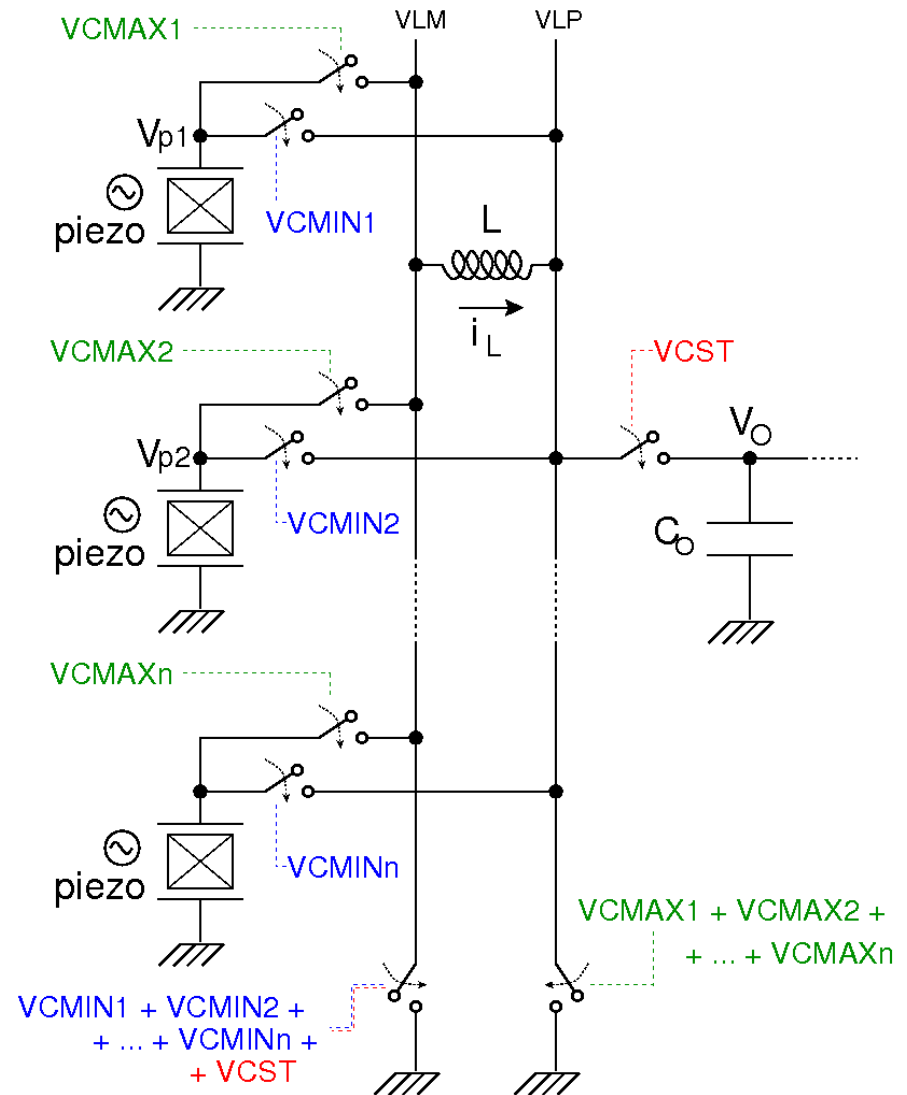 VLM
VLP
VCMAX1
Vp1
piezo
VCMIN1
L
iL
VCMAX2
VCST
Vp2
VO
piezo
VCMIN2
CO
VCMAXn
piezo
VCMINn
VCMAX1 + VCMAX2 +
+ ... + VCMAXn
VCMIN1 + VCMIN2 +
+ ... + VCMINn +
+ VCST